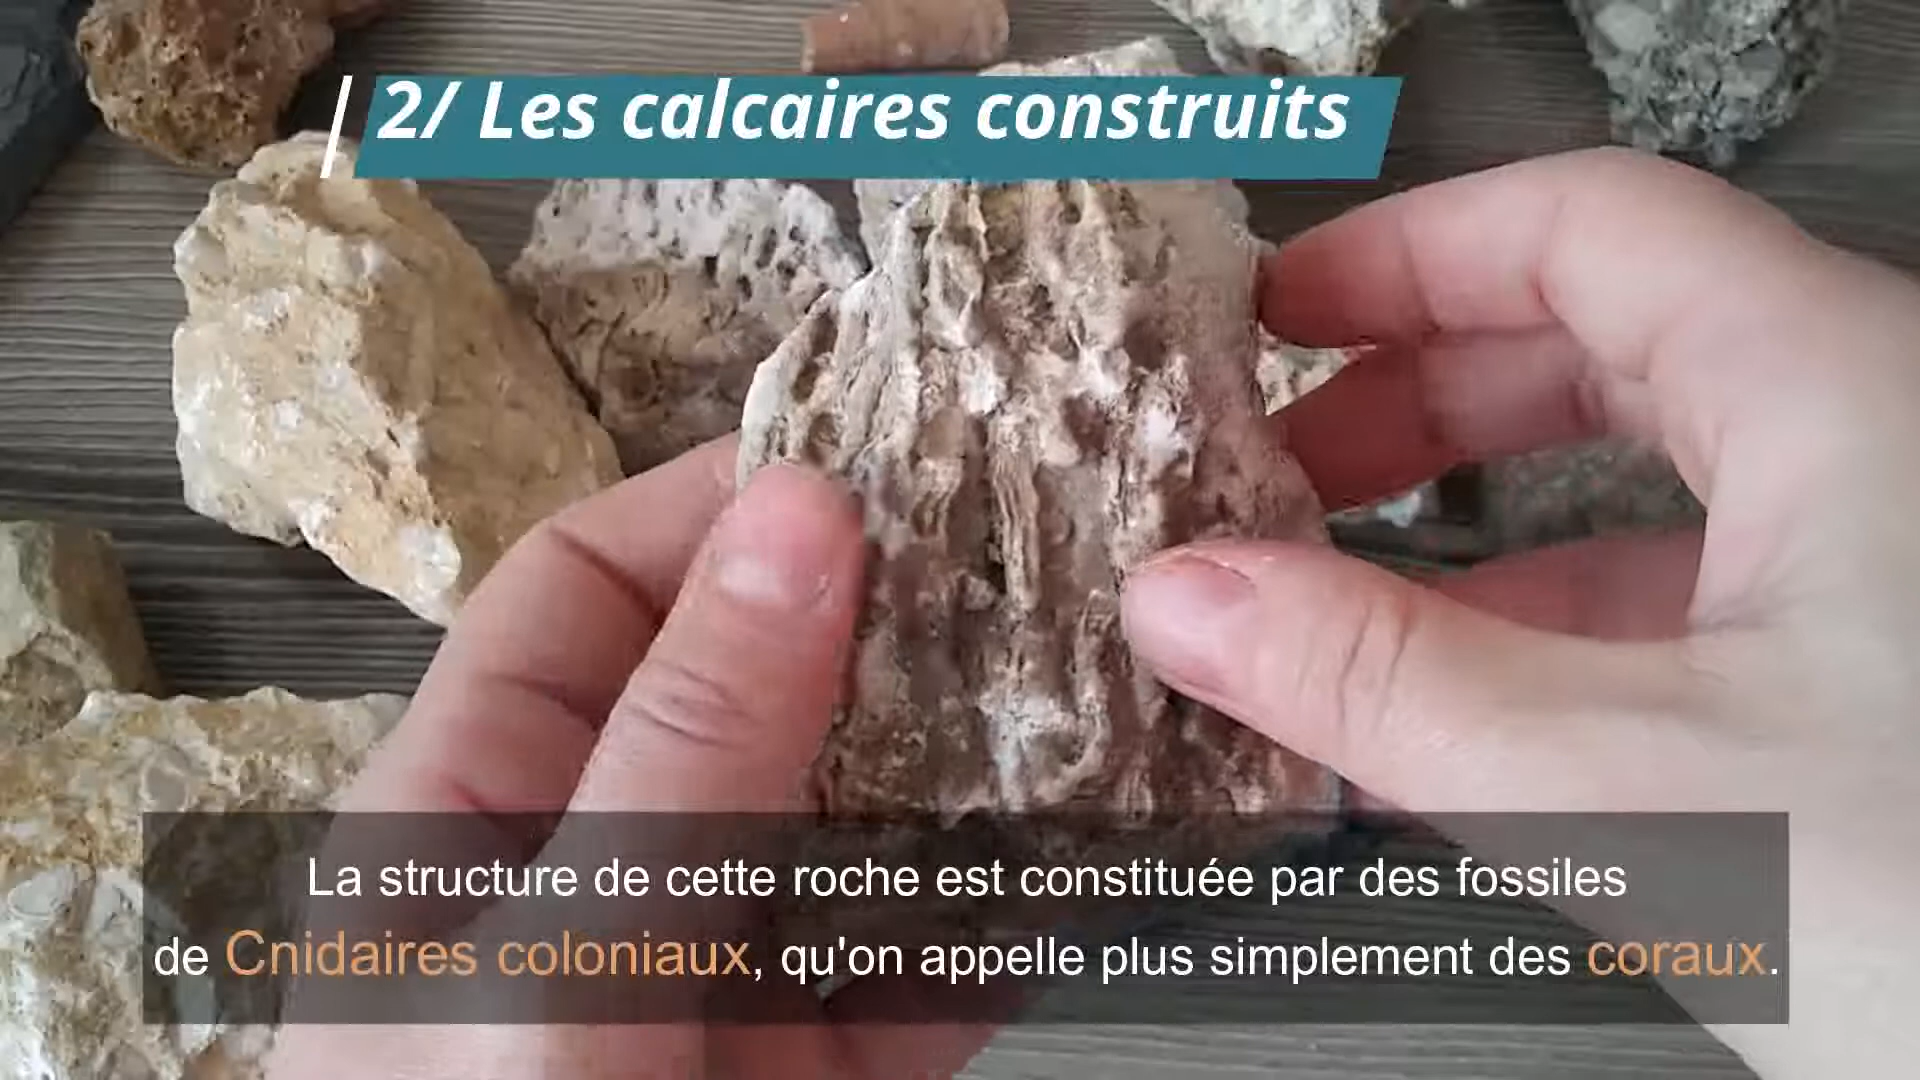 2/ Les calcaires construits
La structure de cette roche est constituée par des fossiles
de Cnidaires coloniaux, qu'on appelle plus simplement des coraux.